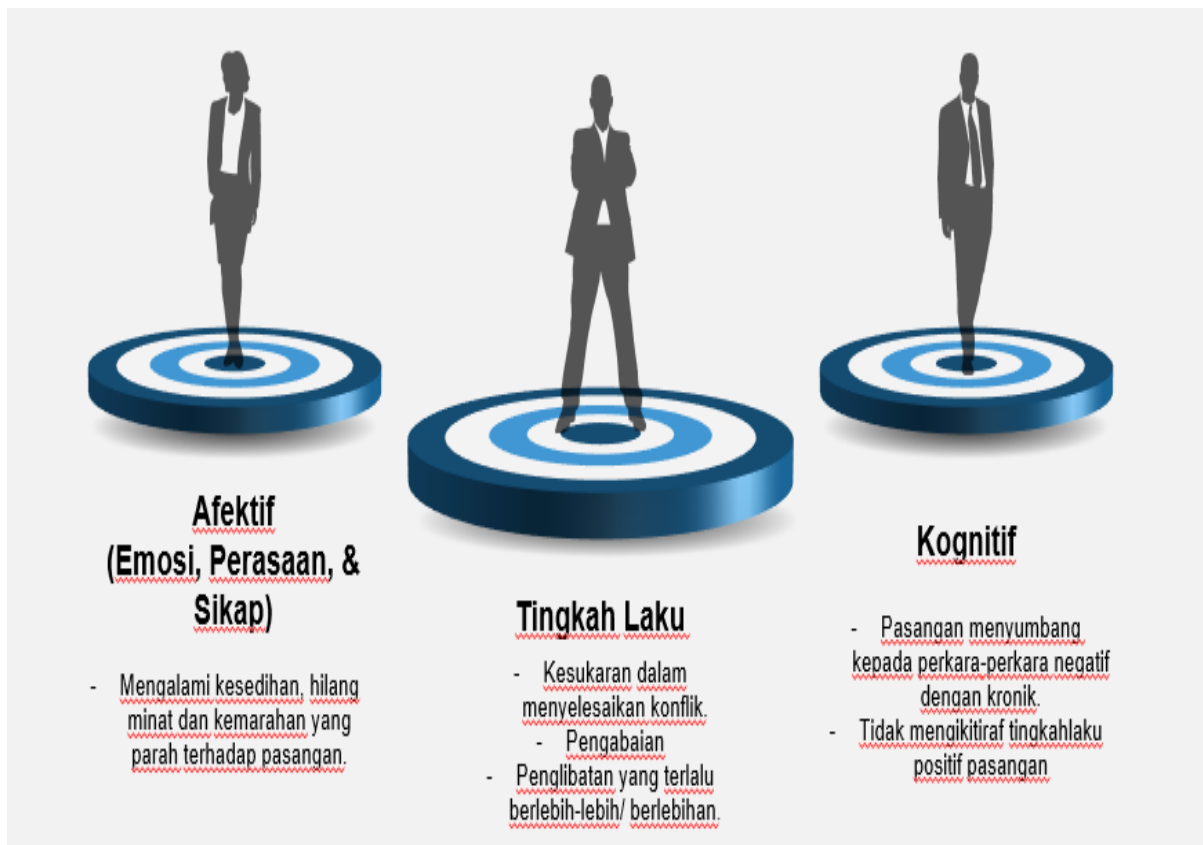 Afektif
(Emosi, Perasaan, &
Sikap)
- Mengalami kesedihan, hilang
minat dan kemarahan yang
parah terhadap pasangan.
Tingkah Laku
- Kesukaran dalam
menyelesaikan konflik.
- Pengabaian
- Penglibatan yang terlalu
berlebih-lebih/ berlebihan.
Kognitif
- Pasangan menyumbang
kepada perkara-perkara negatif
dengan kronik.
- Tidak mengikitiraf tingkahlaku
positif pasangan